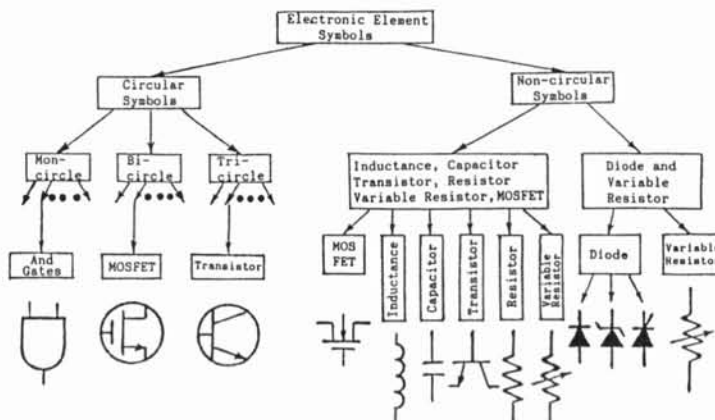 Electronic Element
Symbols
Circular
Symbols
Non-circular
Symbols
Mon-
circle
Bi-
circle
Tri-
circle
Inductance, Capacitor
Transistor, Resistor
Variable Resistor, MOSFET
Diode and
Variable
Resistor
And
Gates
MOSFET
Transistor
MOS
FET
Inductance
Capacitor
Transistor
Resistor
Variable
Resistor
Diode
Variable
Resistor